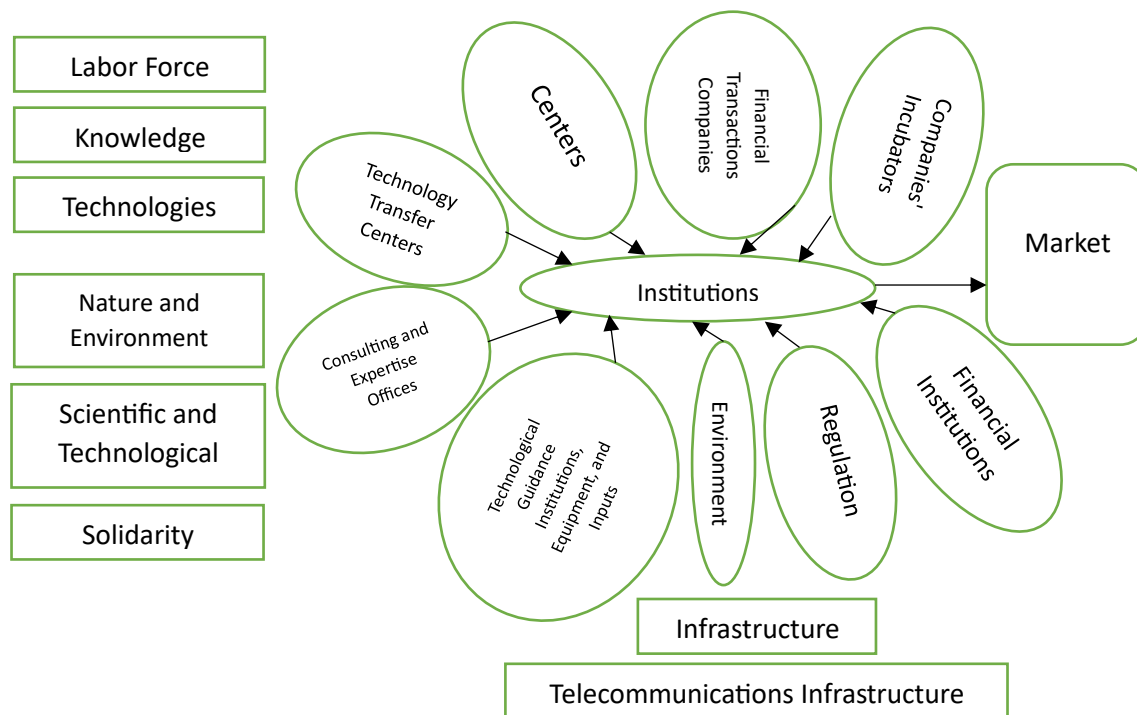 Labor Force
Knowledge
Technologies
Nature and
Environment
Scientific and
Technological
Solidarity
Technology
Transfer
Centers
Centers
Financial
Transactions
Companies
Companies'
Incubators
Market
Institutions
Consulting and
Expertise
Offices
Technological
Guidance
Institutions,
Equipment, and
Inputs
Environment
Regulation
Financial
Institutions
Infrastructure
Telecommunications Infrastructure